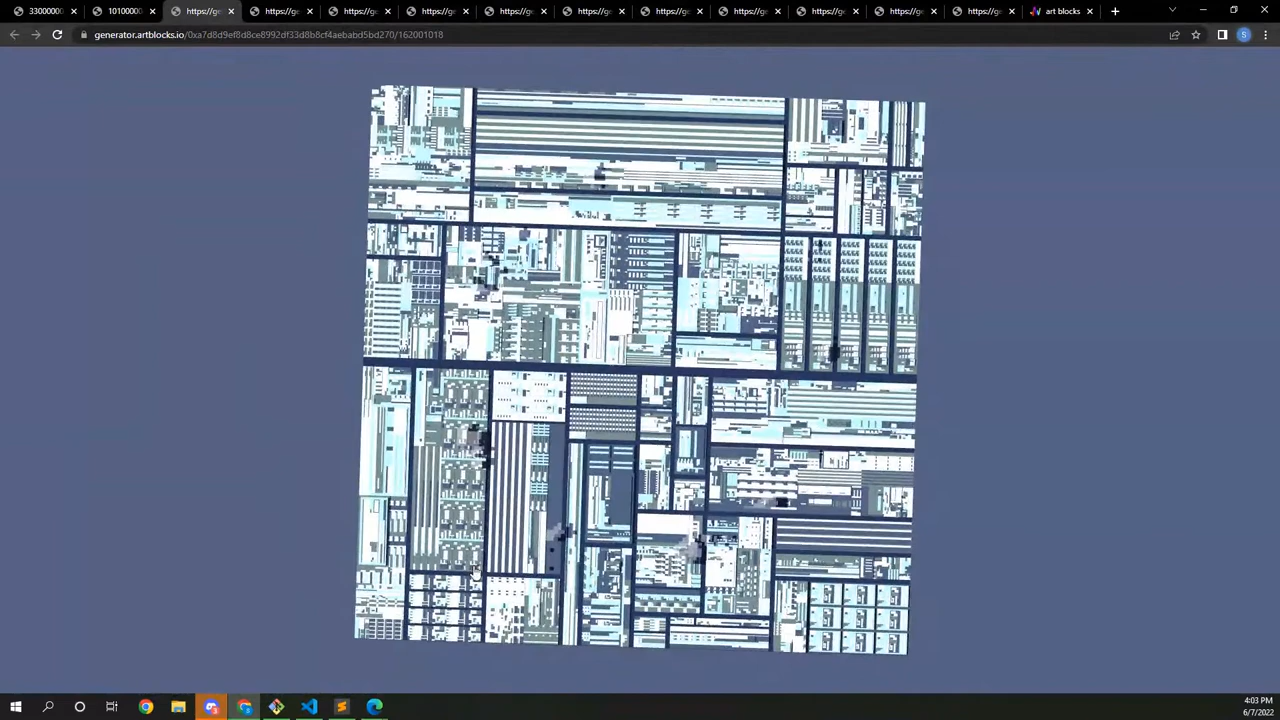 33000000
10100000
https://ge
https://ge
https://ge
https://ge
https://ge
https://ge
https://ge
https://ge
https://ge
https://ge
https://ge
art blocks
generator.artblocks.io/0xa7d8d9ef8d8ce8992df33d8b8cf4aebabd5bd270/162001018
S
4:03 PM
6/7/2022